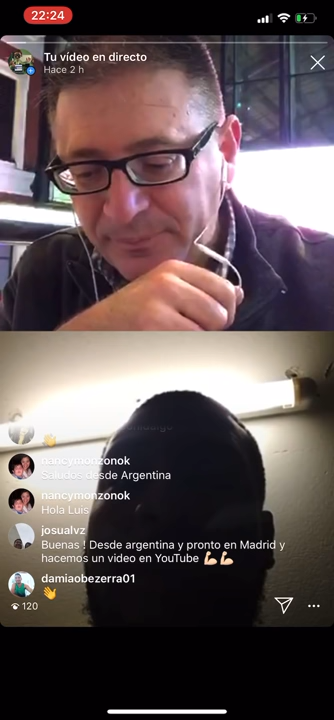 22:24
Tu vídeo en directo
Hace 2 h
👋
nancymonzonok
Saludos desde Argentina
nancymonzonok
Hola Luis
josualvz
Buenas ! Desde argentina y pronto en Madrid y
hacemos un video en YouTube 💪🏻💪🏻
damiaobezerra01
👋
120